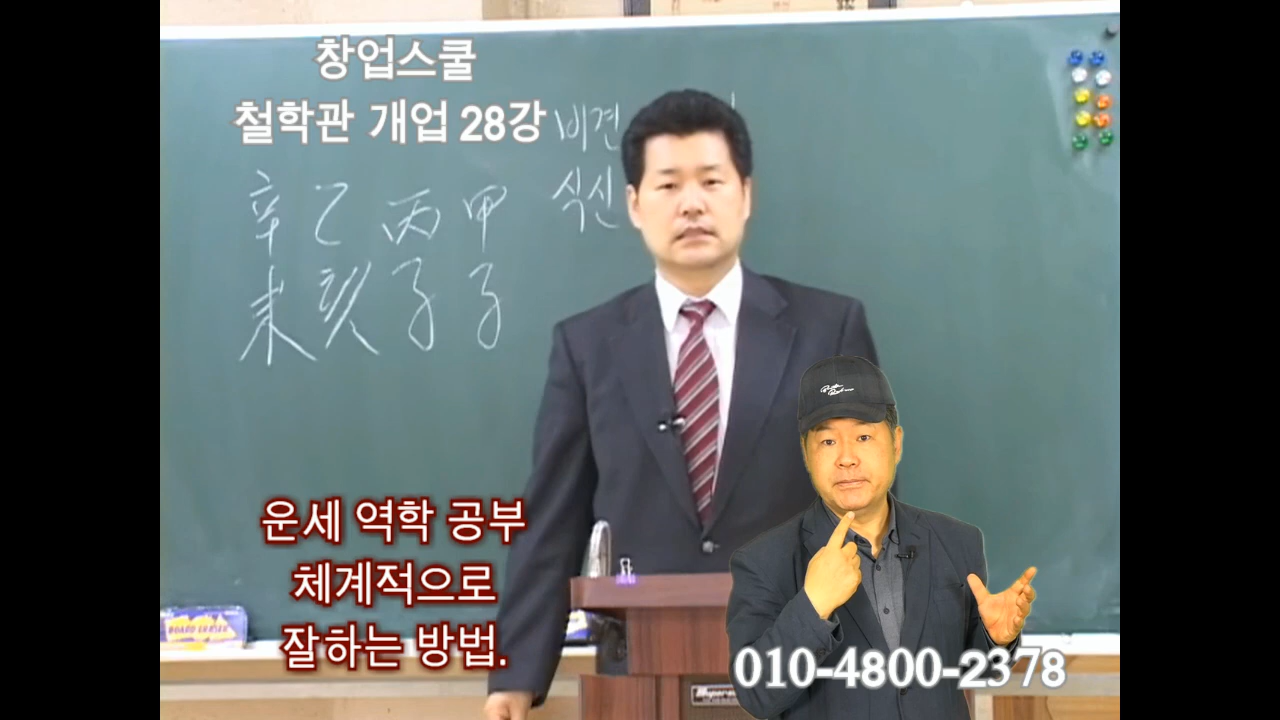 창업스쿨
철학관 개업 28강
비견
식신
辛乙丙甲
未亥子子
운세 역학 공부
체계적으로
잘하는 방법.
BOARD ERASER
010-4800-2378